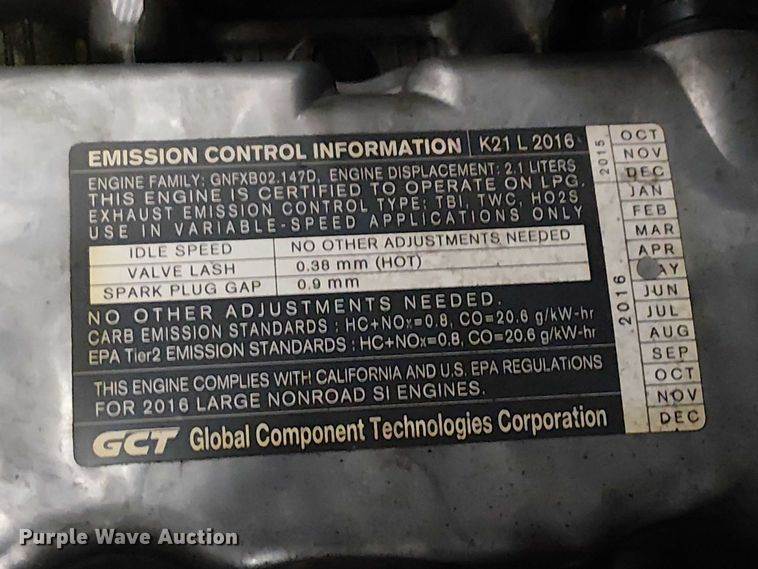 EMISSION CONTROL INFORMATION K21 L 2016
ENGINE FAMILY: GNFXB02.147D, ENGINE DISPLACEMENT: 2.1 LITERS
THIS ENGINE IS CERTIFIED TO OPERATE ON LPG.
EXHAUST EMISSION CONTROL TYPE: TBI, TWC, HO2S
USE IN VARIABLE-SPEED APPLICATIONS ONLY
IDLE SPEED NO OTHER ADJUSTMENTS NEEDED
VALVE LASH 0.38 mm (HOT)
SPARK PLUG GAP 0.9 mm
NO OTHER ADJUSTMENTS NEEDED.
CARB EMISSION STANDARDS : HC+NOx=0.8, CO=20.6 g/kW-hr
EPA Tier2 EMISSION STANDARDS : HC+NOx=0.8, CO=20.6 g/kW-hr
THIS ENGINE COMPLIES WITH CALIFORNIA AND U.S. EPA REGULATIONS
FOR 2016 LARGE NONROAD SI ENGINES.
GCT Global Component Technologies Corporation
2015
OCT
NOV
DEC
2016
JAN
FEB
MAR
APR
AY
JUN
JUL
AUG
SEP
OCT
NOV
DEC
Purple Wave Auction